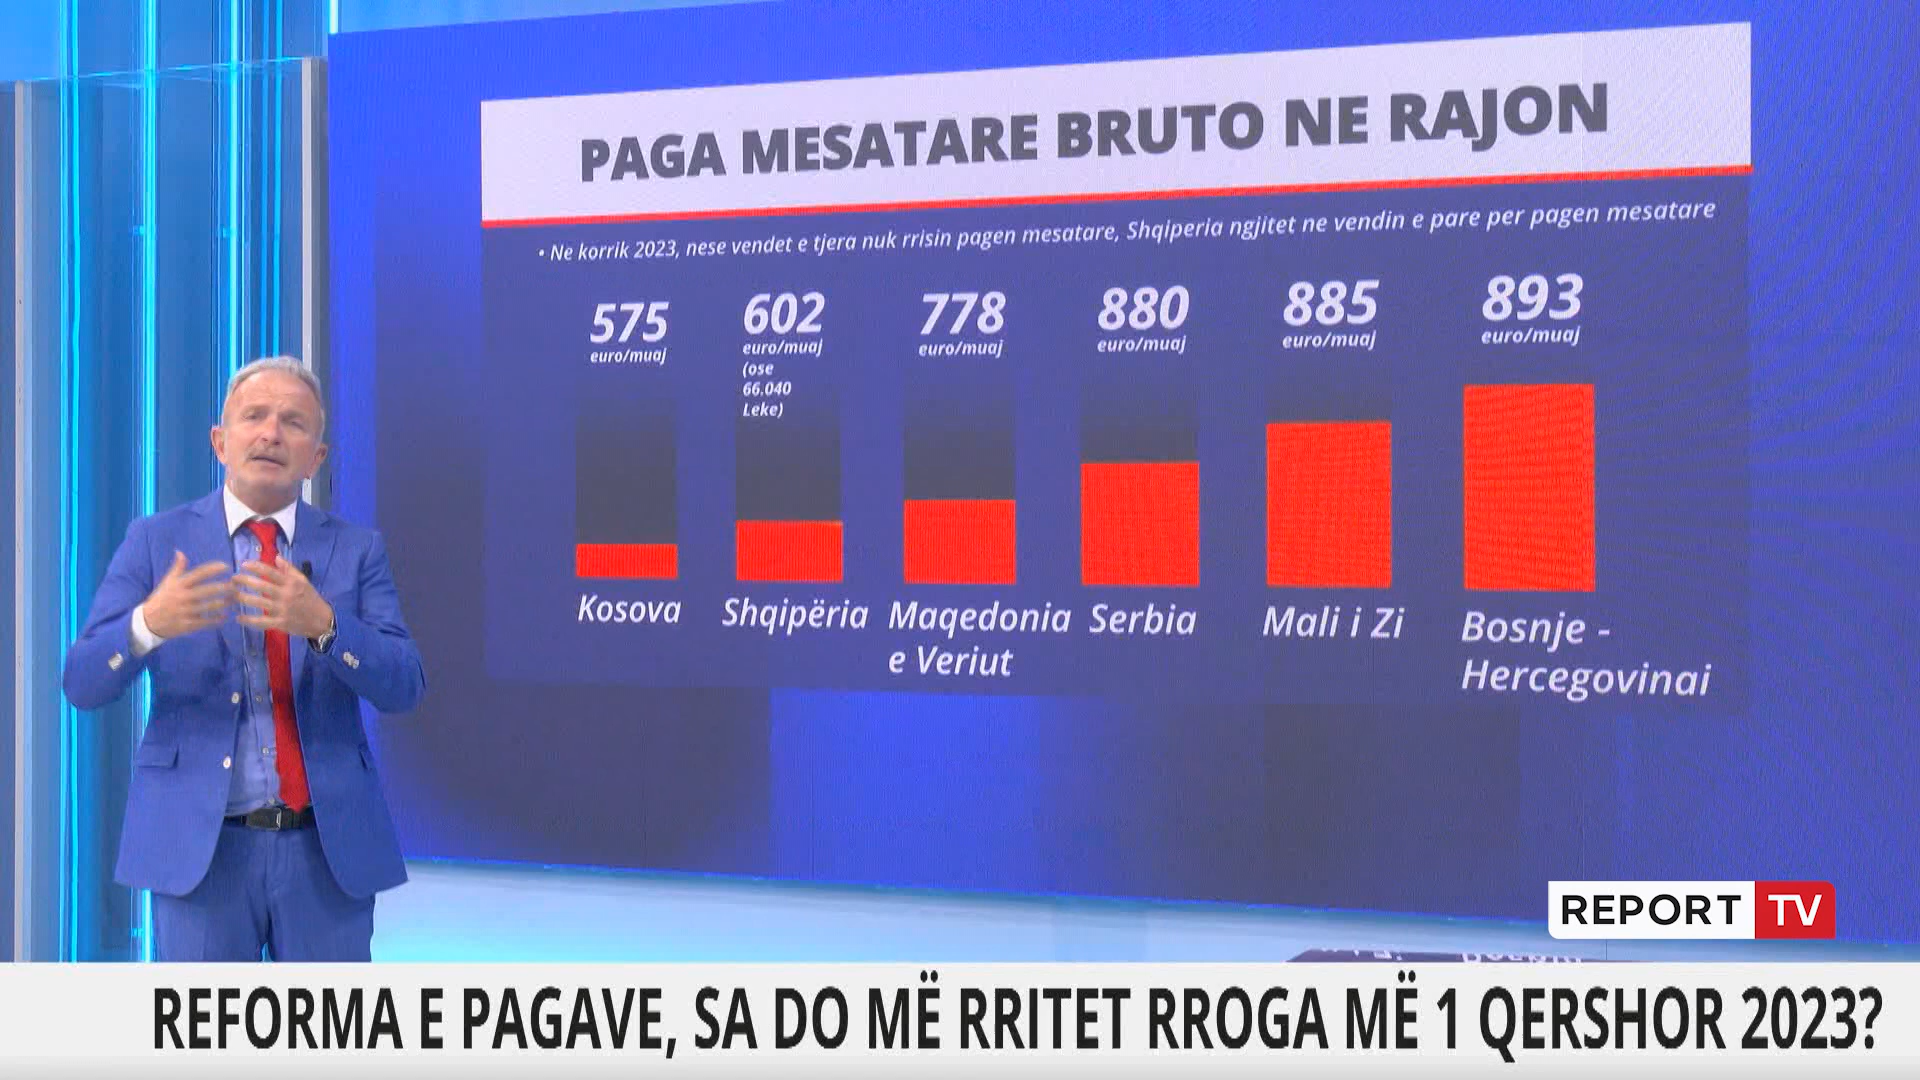 PAGA MESATARE BRUTO NE RAJON
• Ne korrik 2023, nese vendet e tjera nuk rrisin pagen mesatare, Shqiperia ngjitet ne vendin e pare per pagen mesatare
575
euro/muaj
602
euro/muaj
(ose
66.040
Leke)
778
euro/muaj
880
euro/muaj
885
euro/muaj
893
euro/muaj
Kosova
Shqipëria
Maqedonia
e Veriut
Serbia
Mali i Zi
Bosnje -
Hercegovinai
REPORT TV
REFORMA E PAGAVE, SA DO MË RRITET RROGA MË 1 QERSHOR 2023?